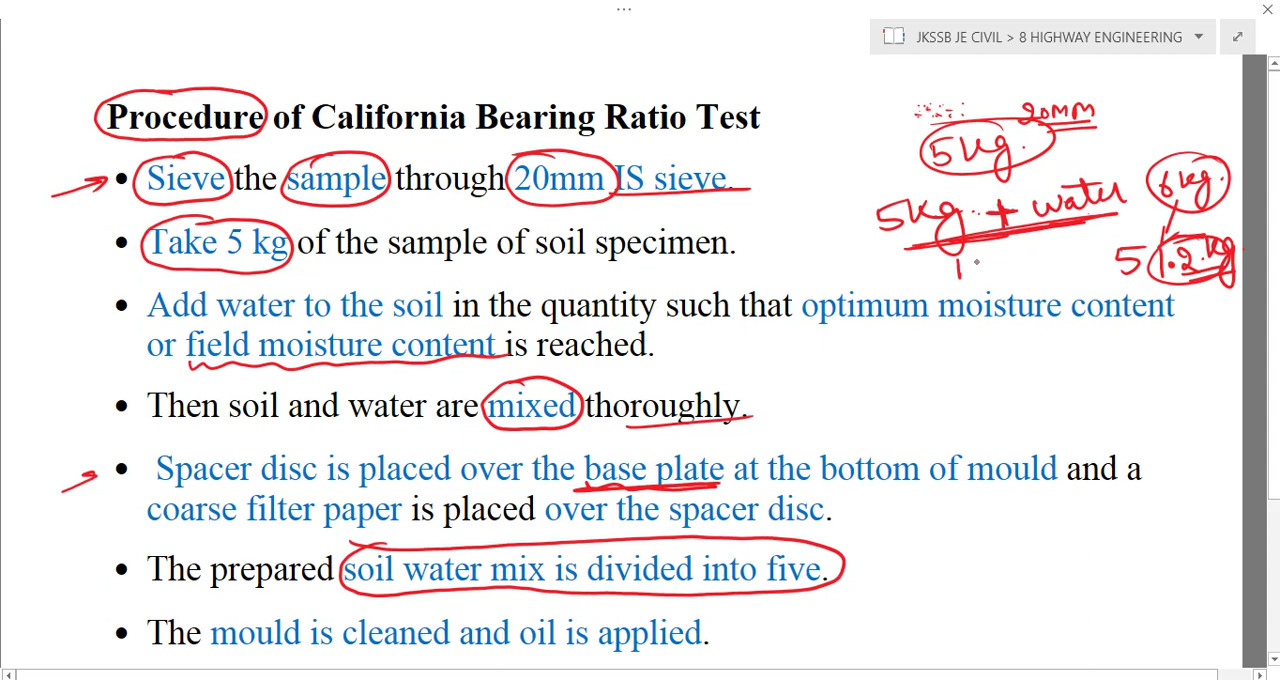 JKSSB JE CIVIL > 8 HIGHWAY ENGINEERING
Procedure of California Bearing Ratio Test
20MM
5kg.
• Sieve the sample through 20mm IS sieve.
6kg.
5kg. + water
• Take 5 kg of the sample of soil specimen.
5 1.2.kg
1
• Add water to the soil in the quantity such that optimum moisture content
or field moisture content is reached.
• Then soil and water are mixed thoroughly.
• Spacer disc is placed over the base plate at the bottom of mould and a
coarse filter paper is placed over the spacer disc.
• The prepared soil water mix is divided into five.
• The mould is cleaned and oil is applied.